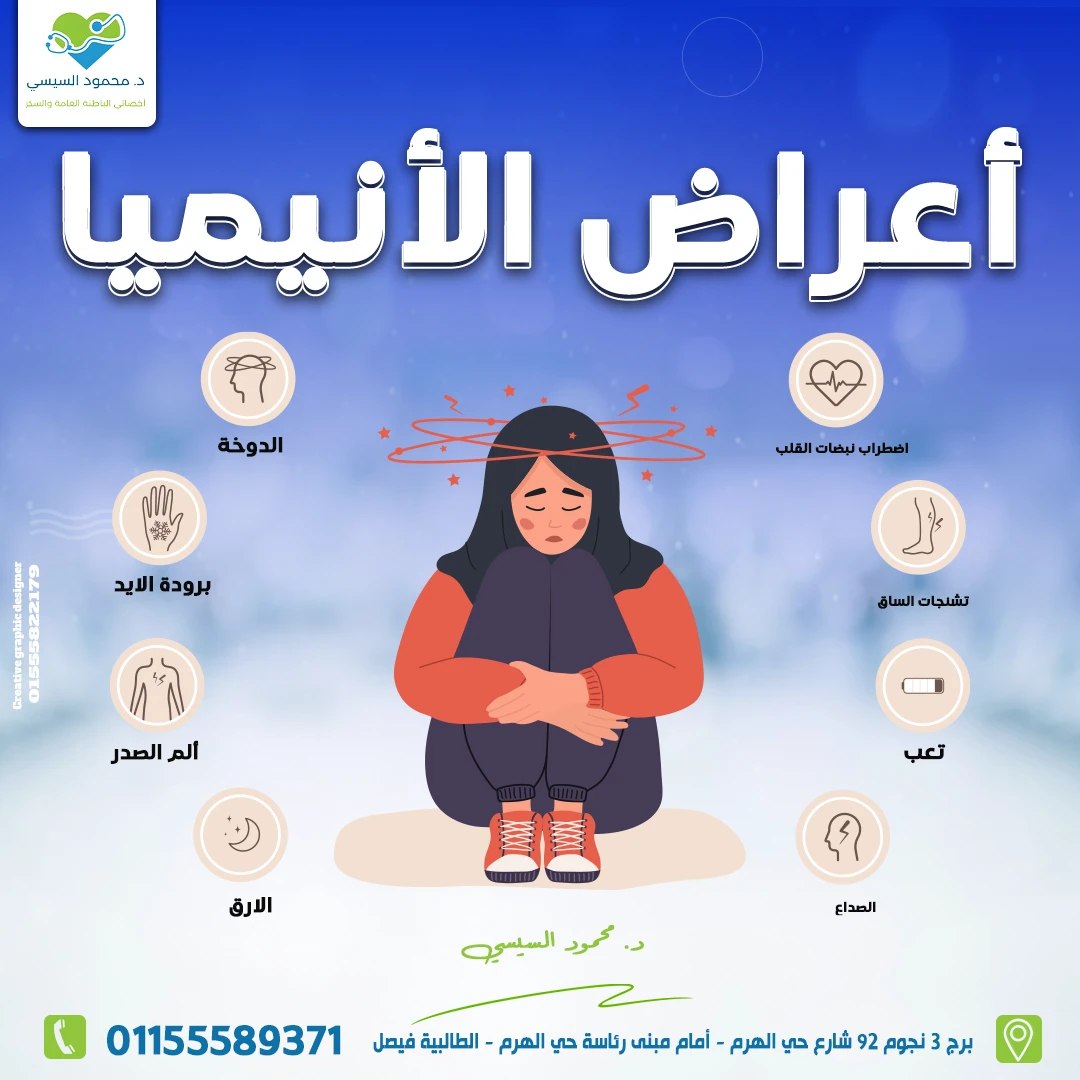 د. محمود السيسي
اخصائي الباطنة العامة والسكر
أعراض الأنيميا
اضطراب نبضات القلب
الدوخة
تشنجات الساق
برودة الايد
تعب
ألم الصدر
الصداع
الارق
Creative graphic designer
01555822179
د. محمود السيسي
برج 3 نجوم 92 شارع حي الهرم - أمام مبنى رئاسة حي الهرم - الطالبية فيصل
01155589371